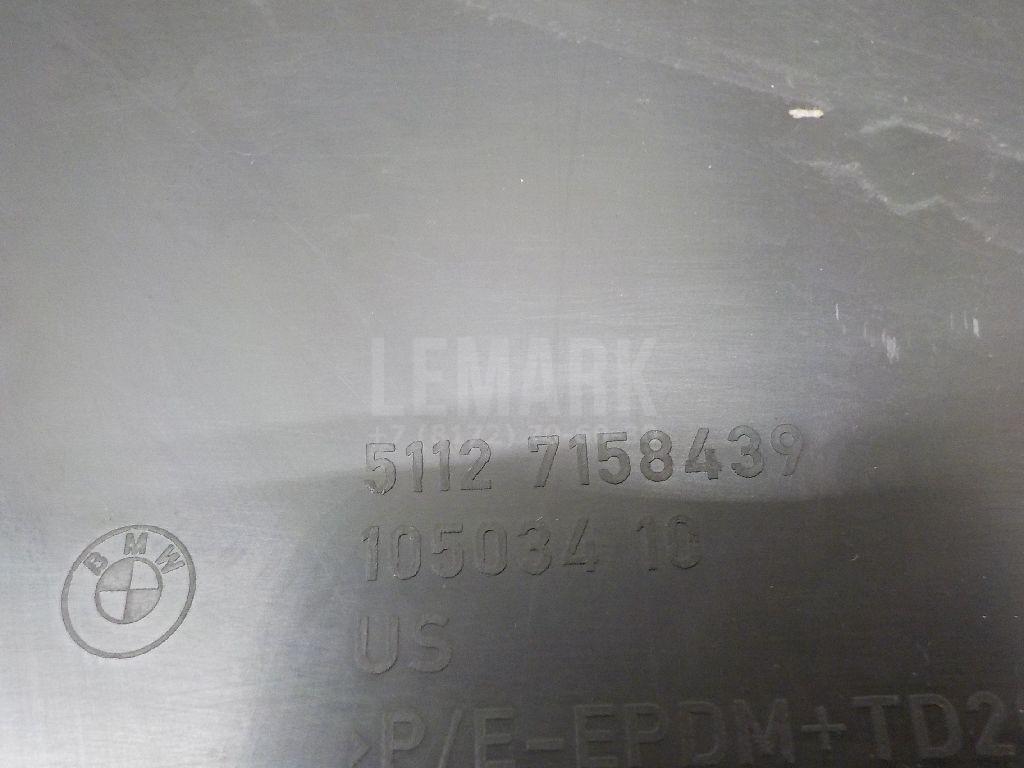 LEMARK
5112 7158439
105034 10
BMW
US
>P/E-EPDM+TD2